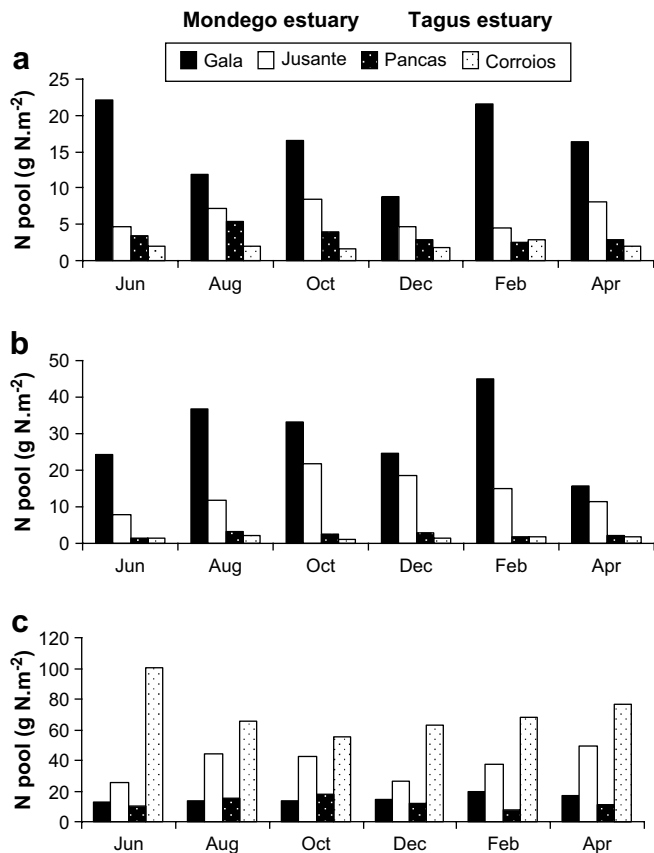 Mondego estuary Tagus estuary
Gala Jusante Pancas Corroios
a
N pool (g N.m-2)
25
20
15
10
5
0
Jun Aug Oct Dec Feb Apr
b
N pool (g N.m-2)
50
40
30
20
10
0
Jun Aug Oct Dec Feb Apr
c
N pool (g N.m-2)
120
100
80
60
40
20
0
Jun Aug Oct Dec Feb Apr